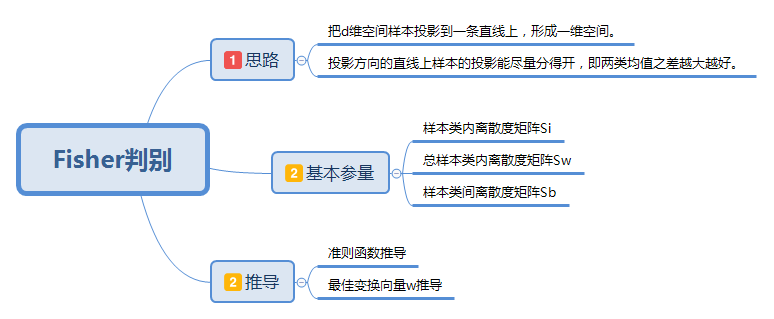 Fisher判别
1 思路
把d维空间样本投影到一条直线上，形成一维空间。
投影方向的直线上样本的投影能尽量分得开，即两类均值之差越大越好。
2 基本参量
样本类内离散度矩阵Si
总样本类内离散度矩阵Sw
样本类间离散度矩阵Sb
2 推导
准则函数推导
最佳变换向量w推导